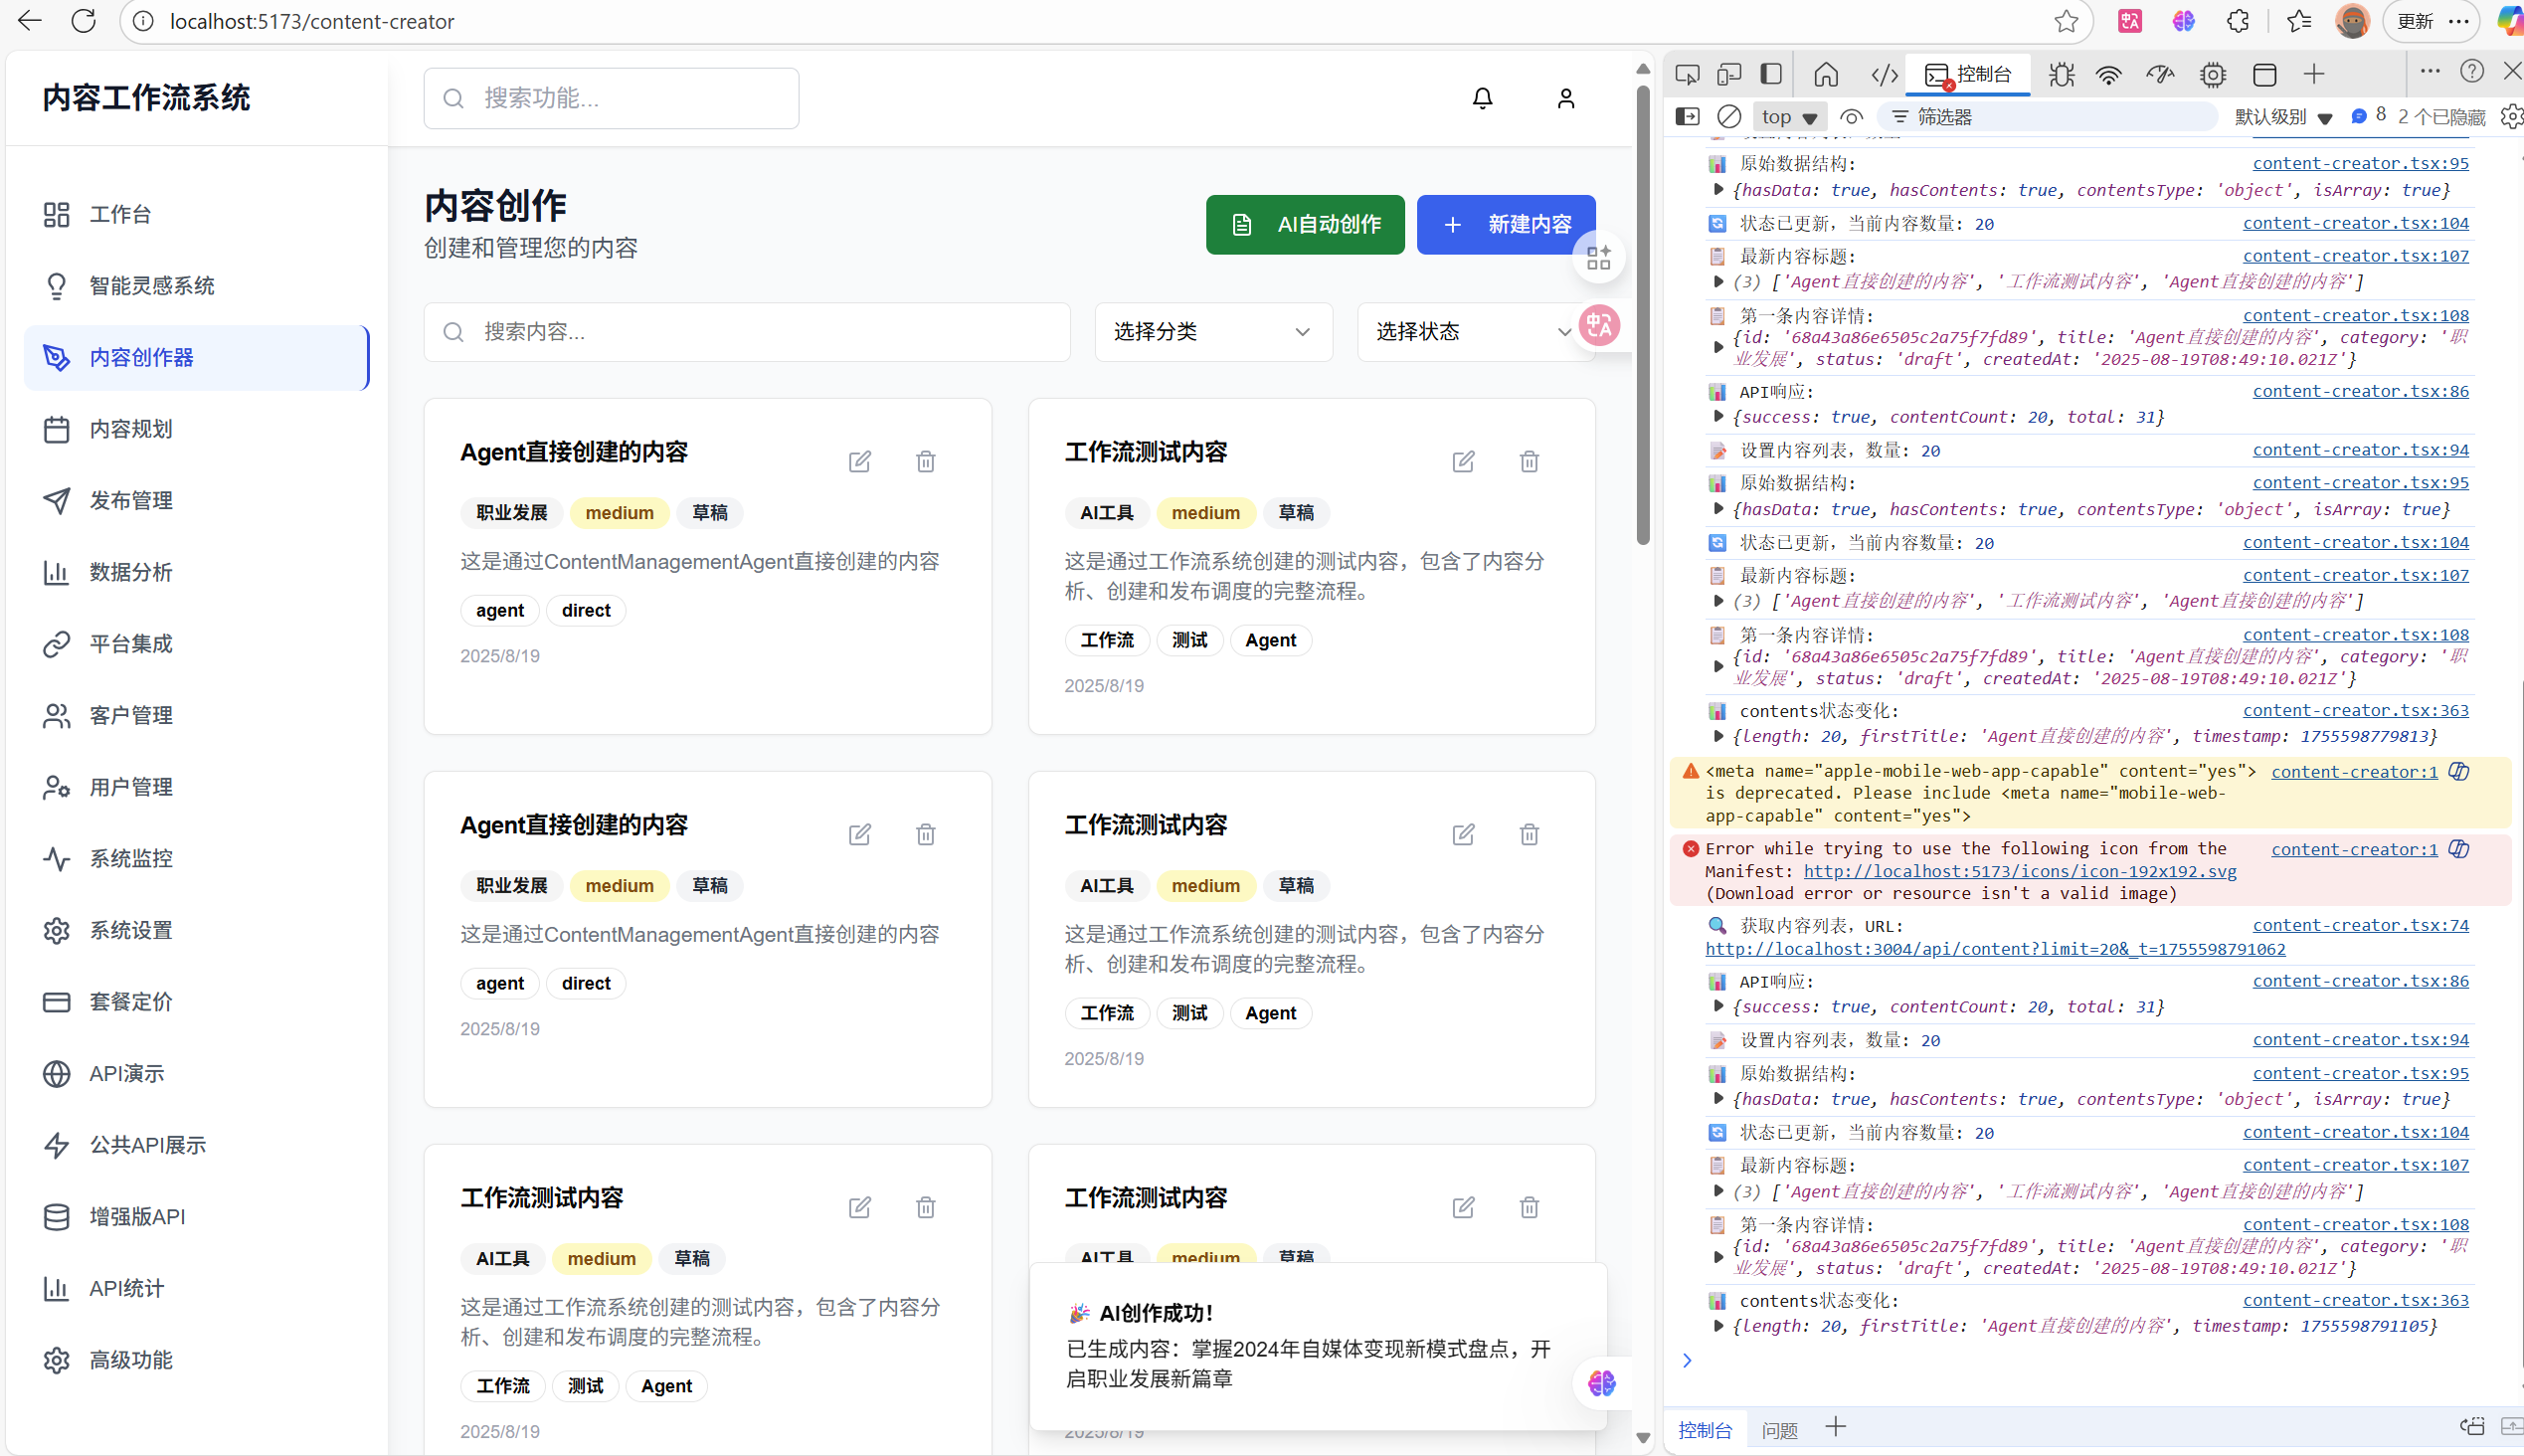 localhost:5173/content-creator
更新
内容工作流系统
工作台
智能灵感系统
内容创作器
内容规划
发布管理
数据分析
平台集成
客户管理
用户管理
系统监控
系统设置
套餐定价
API演示
公共API展示
增强版API
API统计
高级功能
搜索功能...
内容创作
创建和管理您的内容
AI自动创作
新建内容
搜索内容...
选择分类
选择状态
Agent直接创建的内容
职业发展 medium 草稿
这是通过ContentManagementAgent直接创建的内容
agent direct
2025/8/19
工作流测试内容
AI工具 medium 草稿
这是通过工作流系统创建的测试内容，包含了内容分
析、创建和发布调度的完整流程。
工作流 测试 Agent
2025/8/19
Agent直接创建的内容
职业发展 medium 草稿
这是通过ContentManagementAgent直接创建的内容
agent direct
2025/8/19
工作流测试内容
AI工具 medium 草稿
这是通过工作流系统创建的测试内容，包含了内容分
析、创建和发布调度的完整流程。
工作流 测试 Agent
2025/8/19
工作流测试内容
AI工具 medium 草稿
这是通过工作流系统创建的测试内容，包含了内容分
析、创建和发布调度的完整流程。
工作流 测试 Agent
2025/8/19
工作流测试内容
AI工具 medium 草稿
🎉 AI创作成功！
已生成内容：掌握2024年自媒体变现新模式盘点，开
启职业发展新篇章
2025/8/19
控制台
top
筛选器
默认级别
8
2 个已隐藏
原始数据结构: content-creator.tsx:95
{hasData: true, hasContents: true, contentsType: 'object', isArray: true}
状态已更新，当前内容数量: 20 content-creator.tsx:104
最新内容标题: content-creator.tsx:107
(3) ['Agent直接创建的内容', '工作流测试内容', 'Agent直接创建的内容']
第一条内容详情: content-creator.tsx:108
{id: '68a43a86e6505c2a75f7fd89', title: 'Agent直接创建的内容', category: '职
业发展', status: 'draft', createdAt: '2025-08-19T08:49:10.021Z'}
API响应: content-creator.tsx:86
{success: true, contentCount: 20, total: 31}
设置内容列表，数量: 20 content-creator.tsx:94
原始数据结构: content-creator.tsx:95
{hasData: true, hasContents: true, contentsType: 'object', isArray: true}
状态已更新，当前内容数量: 20 content-creator.tsx:104
最新内容标题: content-creator.tsx:107
(3) ['Agent直接创建的内容', '工作流测试内容', 'Agent直接创建的内容']
第一条内容详情: content-creator.tsx:108
{id: '68a43a86e6505c2a75f7fd89', title: 'Agent直接创建的内容', category: '职
业发展', status: 'draft', createdAt: '2025-08-19T08:49:10.021Z'}
contents状态变化: content-creator.tsx:363
{length: 20, firstTitle: 'Agent直接创建的内容', timestamp: 1755598779813}
<meta name="apple-mobile-web-app-capable" content="yes"> content-creator:1
is deprecated. Please include <meta name="mobile-web-
app-capable" content="yes">
Error while trying to use the following icon from the content-creator:1
Manifest: http://localhost:5173/icons/icon-192x192.svg
(Download error or resource isn't a valid image)
获取内容列表，URL: content-creator.tsx:74
http://localhost:3004/api/content?limit=20&_t=1755598791062
API响应: content-creator.tsx:86
{success: true, contentCount: 20, total: 31}
设置内容列表，数量: 20 content-creator.tsx:94
原始数据结构: content-creator.tsx:95
{hasData: true, hasContents: true, contentsType: 'object', isArray: true}
状态已更新，当前内容数量: 20 content-creator.tsx:104
最新内容标题: content-creator.tsx:107
(3) ['Agent直接创建的内容', '工作流测试内容', 'Agent直接创建的内容']
第一条内容详情: content-creator.tsx:108
{id: '68a43a86e6505c2a75f7fd89', title: 'Agent直接创建的内容', category: '职
业发展', status: 'draft', createdAt: '2025-08-19T08:49:10.021Z'}
contents状态变化: content-creator.tsx:363
{length: 20, firstTitle: 'Agent直接创建的内容', timestamp: 1755598791105}
控制台
问题